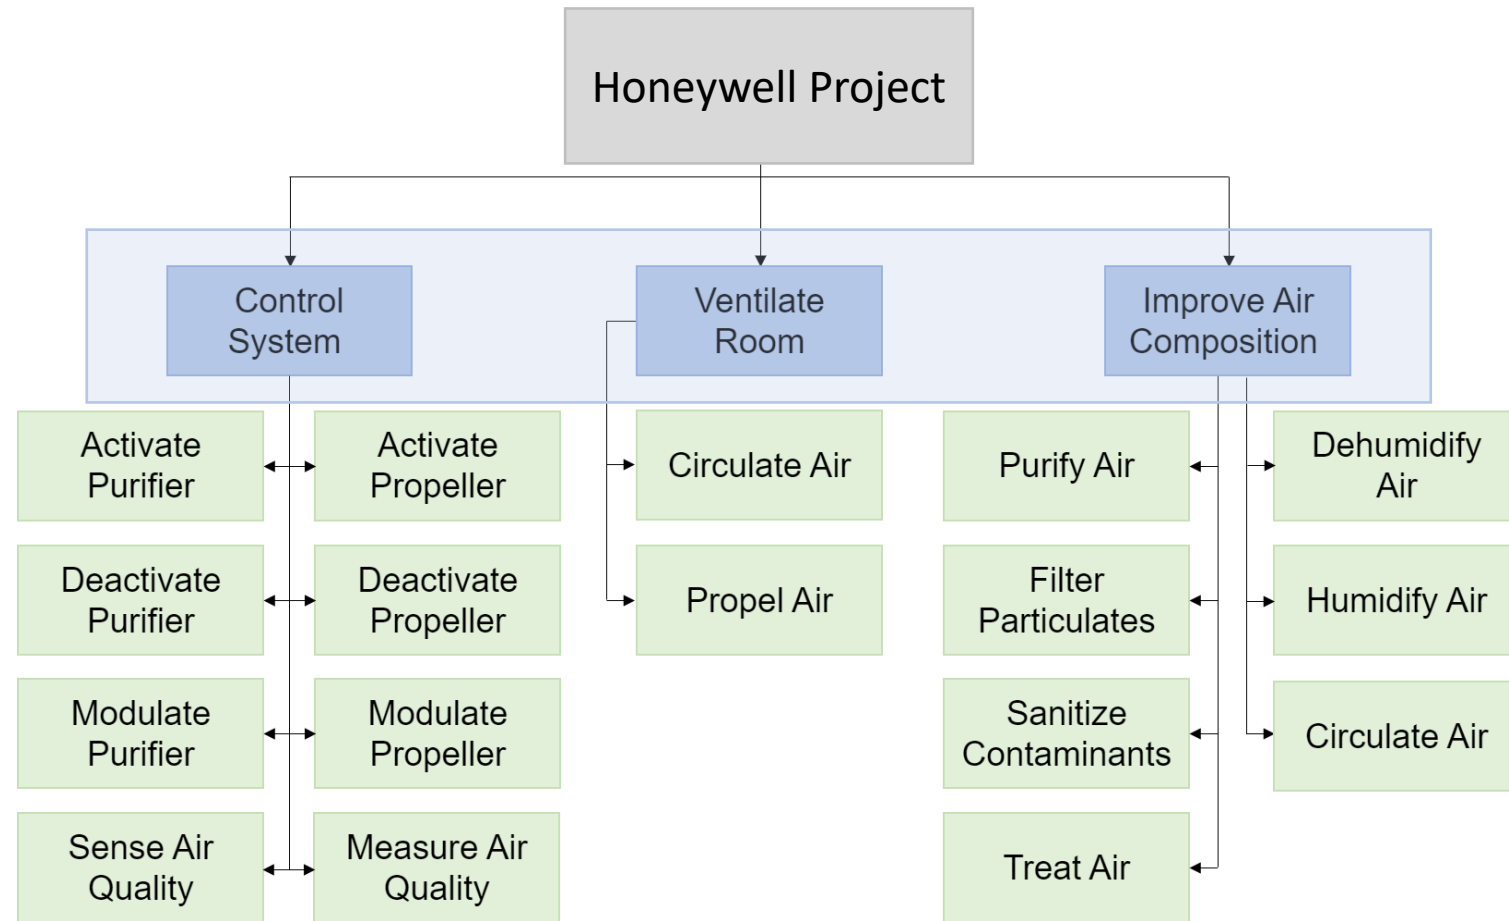 Honeywell Project
Control
System
Ventilate
Room
Improve Air
Composition
Activate
Purifier
Activate
Propeller
Circulate Air
Purify Air
Dehumidify
Air
Deactivate
Purifier
Deactivate
Propeller
Propel Air
Filter
Particulates
Humidify Air
Modulate
Purifier
Modulate
Propeller
Sanitize
Contaminants
Circulate Air
Sense Air
Quality
Measure Air
Quality
Treat Air